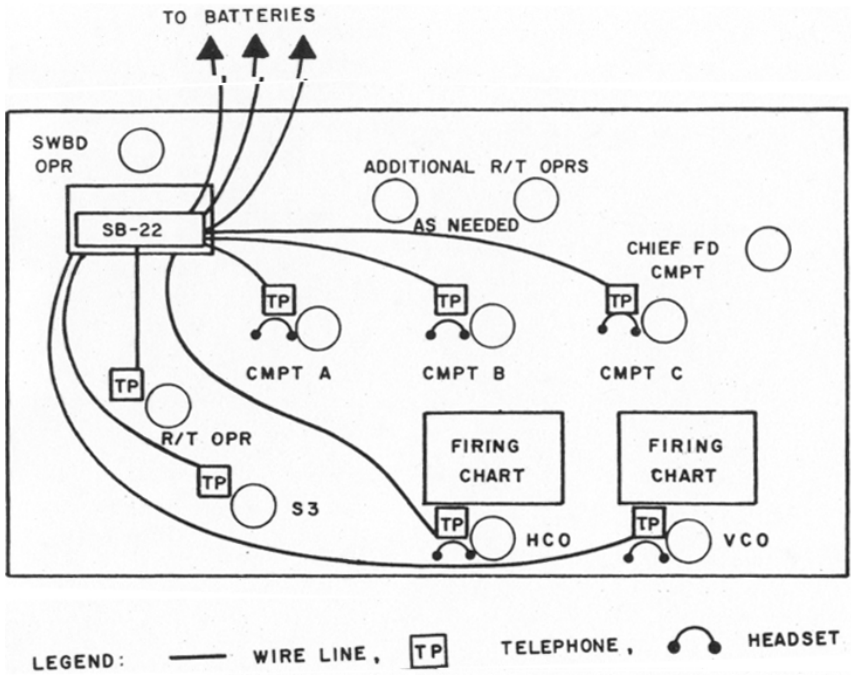 TO BATTERIES
SWBD
OPR
ADDITIONAL R/T OPRS
AS NEEDED
SB-22
CHIEF FD
CMPT
TP
TP
TP
CMPT A
CMPT B
CMPT C
TP
R/T OPR
FIRING
CHART
FIRING
CHART
TP
S3
TP
HCO
TP
VCO
LEGEND:
WIRE LINE,
TP
TELEPHONE,
HEADSET